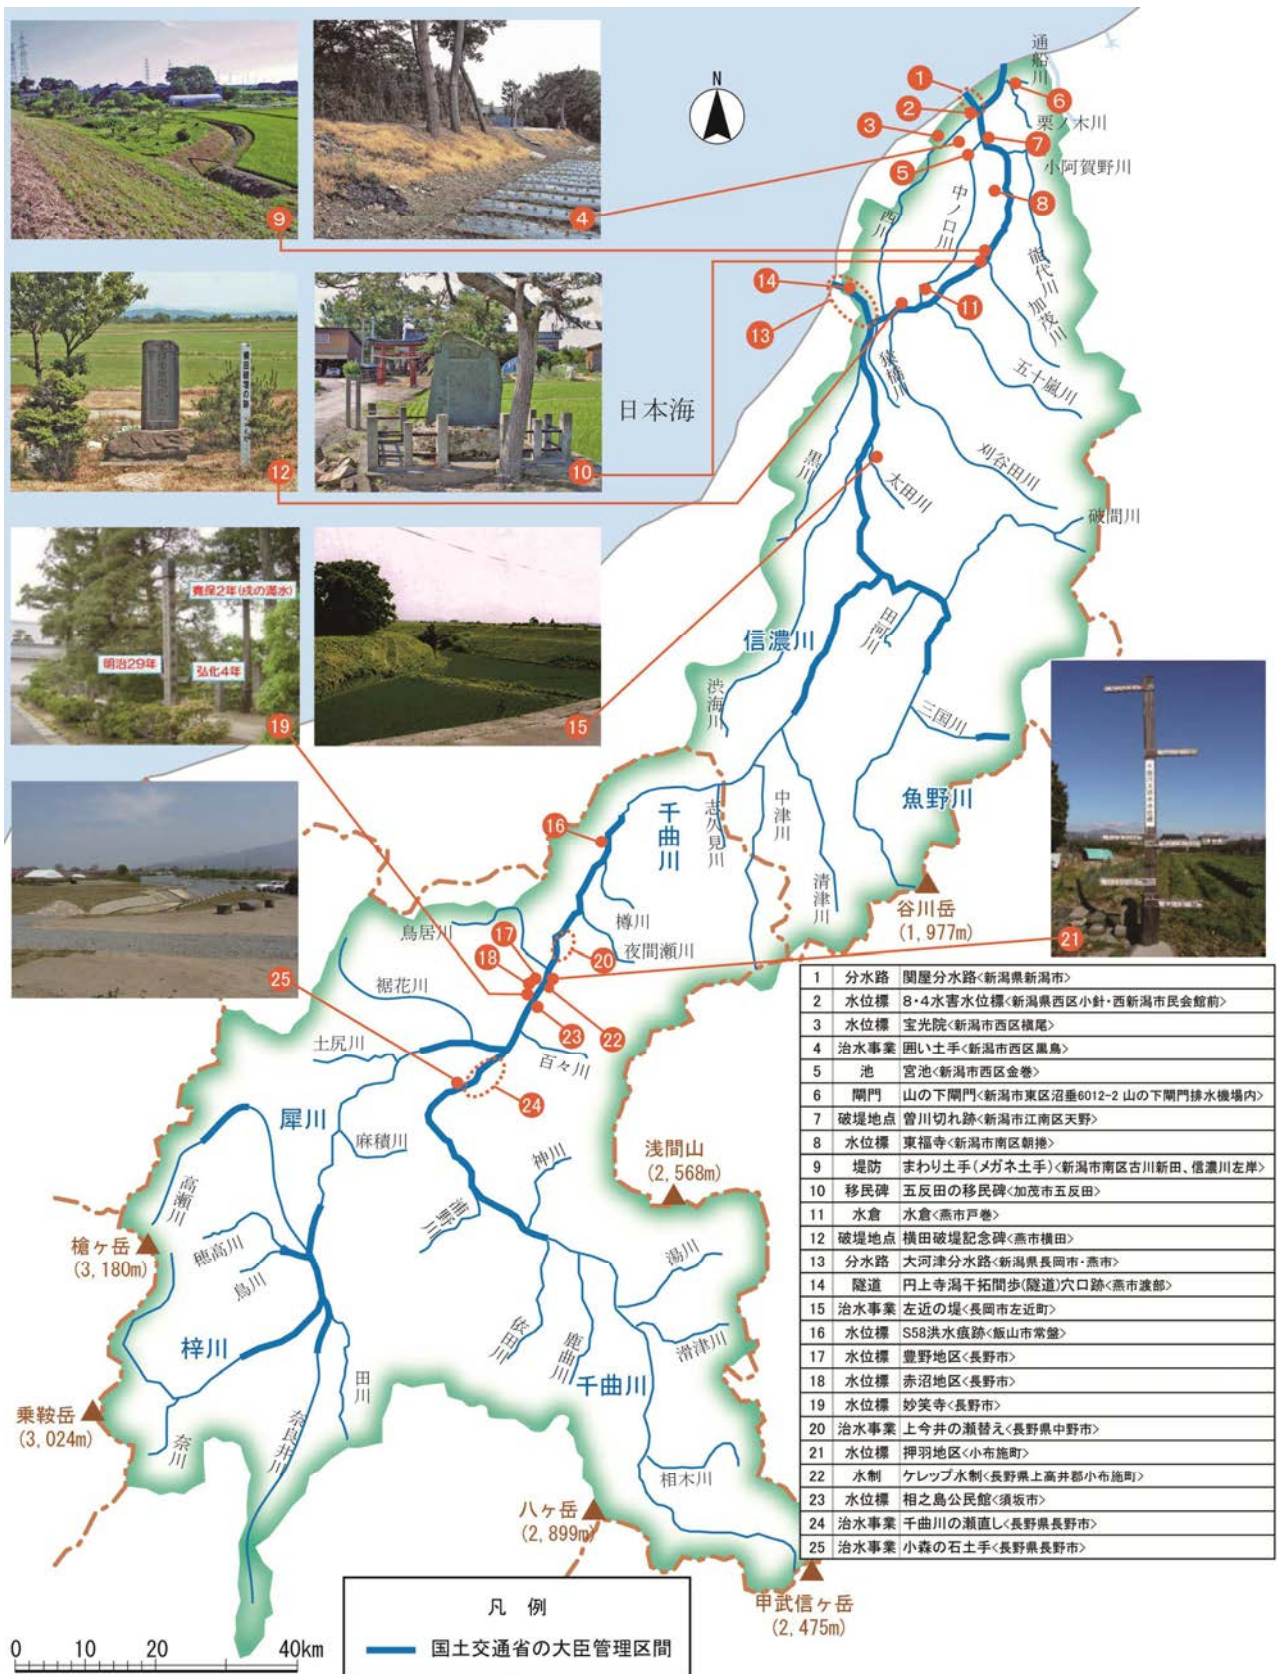 通船川
1
2
3
4
5
6
7
8
9
栗ノ木川
小阿賀野川
西川
中ノ口川
能代川
加茂川
N
14
13
11
猿橋川
五十嵐川
刈谷田川
日本海
黒川
太田川
破間川
12
10
寛保2年(戌の満水)
明治29年
弘化4年
19
15
信濃川
田河川
渋海川
三国川
魚野川
16
千曲川
志久見川
中津川
清津川
谷川岳
(1,977m)
樽川
夜間瀬川
鳥居川
17
18
20
21
22
23
25
裾花川
土尻川
百々川
24
犀川
麻積川
浅間山
(2,568m)
神川
浦野川
高瀬川
槍ヶ岳
(3,180m)
穂高川
烏川
湯川
依田川
鹿曲川
滑津川
梓川
田川
千曲川
乗鞍岳
(3,024m)
奈川
奈良井川
相木川
八ヶ岳
(2,899m)
甲武信ヶ岳
(2,475m)
1 分水路 関屋分水路<新潟県新潟市>
2 水位標 8・4水害水位標<新潟県西区小針・西新潟市民会館前>
3 水位標 宝光院<新潟市西区槇尾>
4 治水事業 囲い土手<新潟市西区黒鳥>
5 池 宮池<新潟市西区金巻>
6 閘門 山の下閘門<新潟市東区沼垂6012-2 山の下閘門排水機場内>
7 破堤地点 曽川切れ跡<新潟市江南区天野>
8 水位標 東福寺<新潟市南区朝捲>
9 堤防 まわり土手(メガネ土手)<新潟市南区古川新田、信濃川左岸>
10 移民碑 五反田の移民碑<加茂市五反田>
11 水倉 水倉<燕市戸巻>
12 破堤地点 横田破堤記念碑<燕市横田>
13 分水路 大河津分水路<新潟県長岡市・燕市>
14 隧道 円上寺潟干拓間歩(隧道)穴口跡<燕市渡部>
15 治水事業 左近の堤<長岡市左近町>
16 水位標 S58洪水痕跡<飯山市常盤>
17 水位標 豊野地区<長野市>
18 水位標 赤沼地区<長野市>
19 水位標 妙笑寺<長野市>
20 治水事業 上今井の瀬替え<長野県中野市>
21 水位標 押羽地区<小布施町>
22 水制 ケレップ水制<長野県上高井郡小布施町>
23 水位標 相之島公民館<須坂市>
24 治水事業 千曲川の瀬直し<長野県長野市>
25 治水事業 小森の石土手<長野県長野市>
凡 例
国土交通省の大臣管理区間
0 10 20 40km